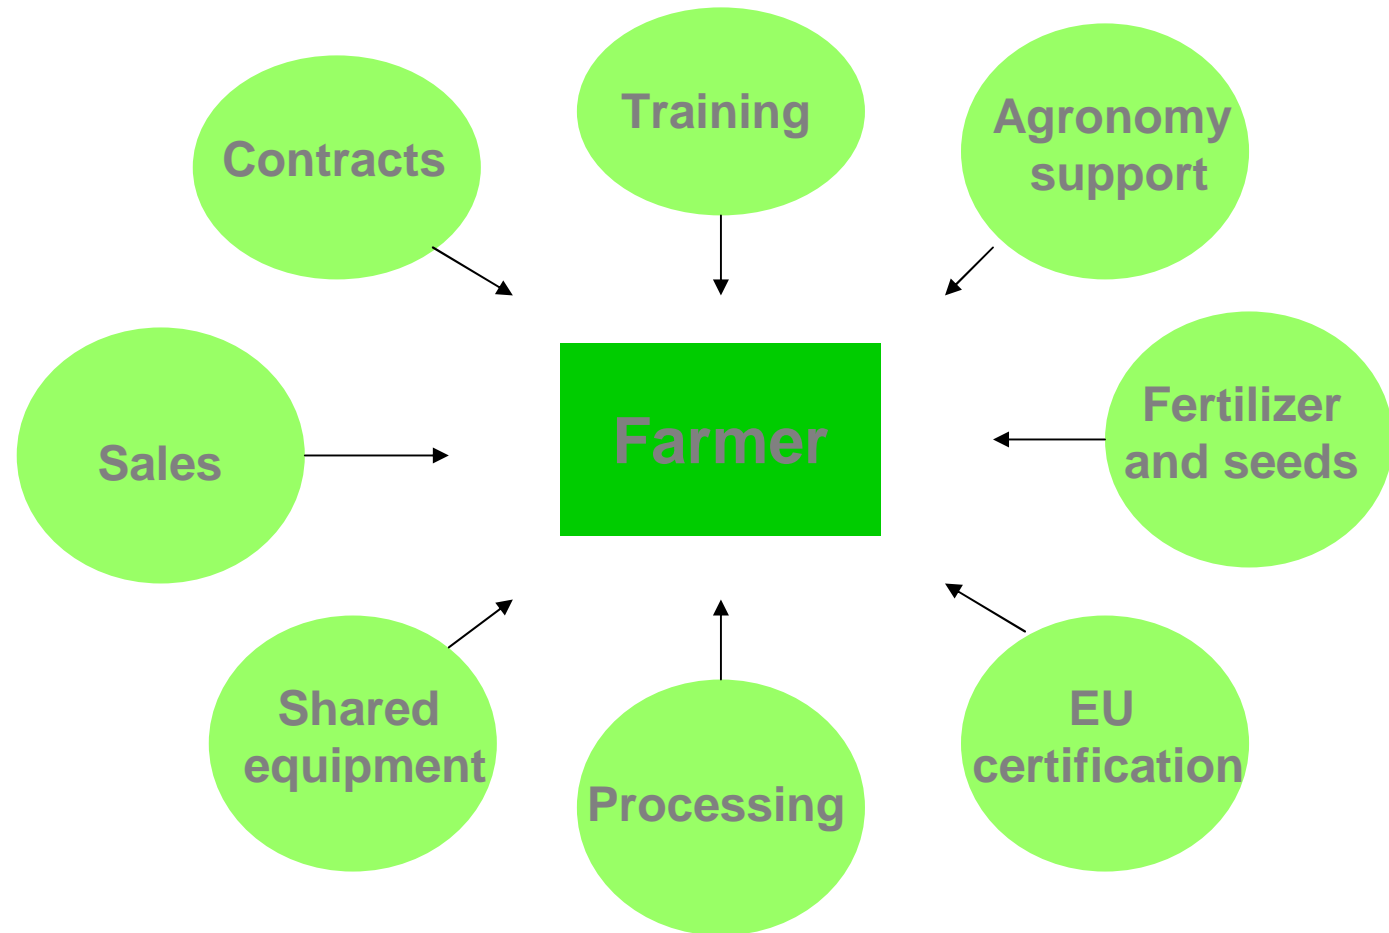 Training
Agronomy
support
Contracts
Fertilizer
and seeds
Farmer
Sales
Shared
equipment
EU
certification
Processing